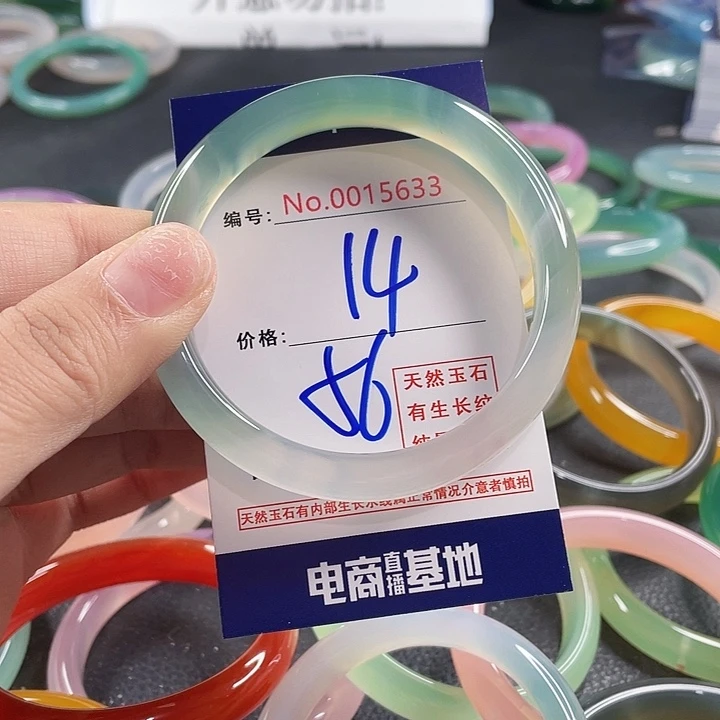 编号: No.0015633
14
价格:
56
天然玉石
有生长纹
天然玉石有内部生长水线属正常情况介意者慎拍
电商直播基地